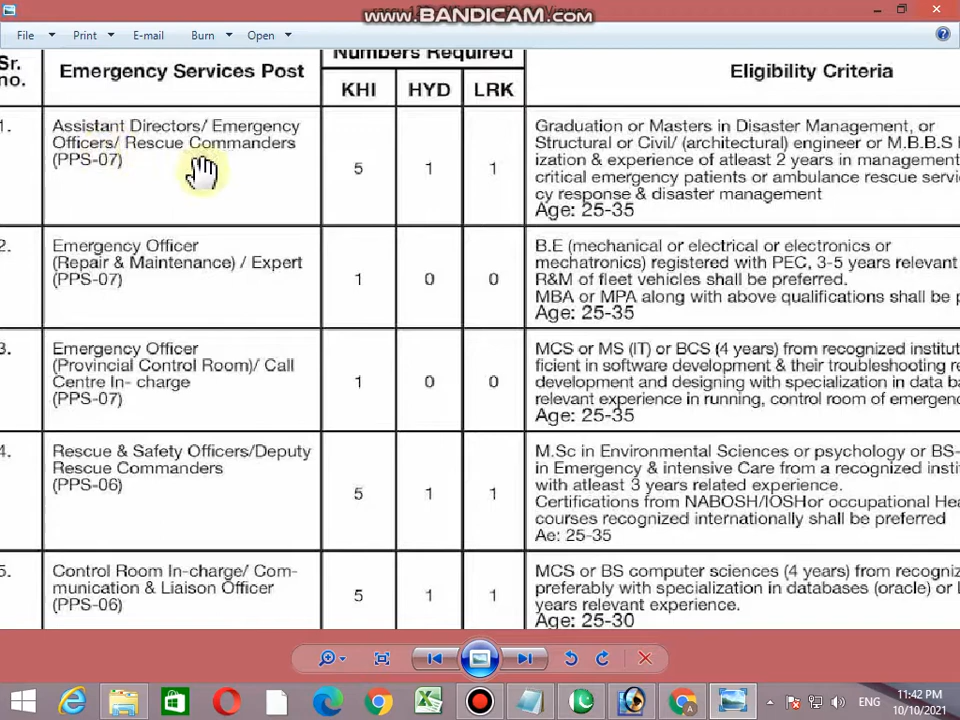 www.BANDICAM.com
File
Print
E-mail
Burn
Open
Sr.
no.
Emergency Services Post
Numbers Required
KHI
HYD
LRK
Eligibility Criteria
1.
Assistant Directors/ Emergency
Officers/ Rescue Commanders
(PPS-07)
5
1
1
Graduation or Masters in Disaster Management, or
Structural or Civil/ (architectural) engineer or M.B.B.S
ization & experience of atleast 2 years in management
critical emergency patients or ambulance rescue servi
cy response & disaster management
Age: 25-35
2.
Emergency Officer
(Repair & Maintenance) / Expert
(PPS-07)
1
0
0
B.E (mechanical or electrical or electronics or
mechatronics) registered with PEC, 3-5 years relevant
R&M of fleet vehicles shall be preferred.
MBA or MPA along with above qualifications shall be p
Age: 25-35
3.
Emergency Officer
(Provincial Control Room)/ Call
Centre In- charge
(PPS-07)
1
0
0
MCS or MS (IT) or BCS (4 years) from recognized institut
ficient in software development & their troubleshooting re
development and designing with specialization in data ba
relevant experience in running, control room of emergenc
Age: 25-35
4.
Rescue & Safety Officers/Deputy
Rescue Commanders
(PPS-06)
5
1
1
M.Sc in Environmental Sciences or psychology or BS-
in Emergency & intensive Care from a recognized insti
with atleast 3 years related experience.
Certifications from NABOSH/IOSHor occupational Hea
courses recognized internationally shall be preferred
Ae: 25-35
5.
Control Room In-charge/ Com-
munication & Liaison Officer
(PPS-06)
5
1
1
MCS or BS computer sciences (4 years) from recogniz
preferably with specialization in databases (oracle) or
years relevant experience.
Age: 25-30
ENG
11:42 PM
10/10/2021